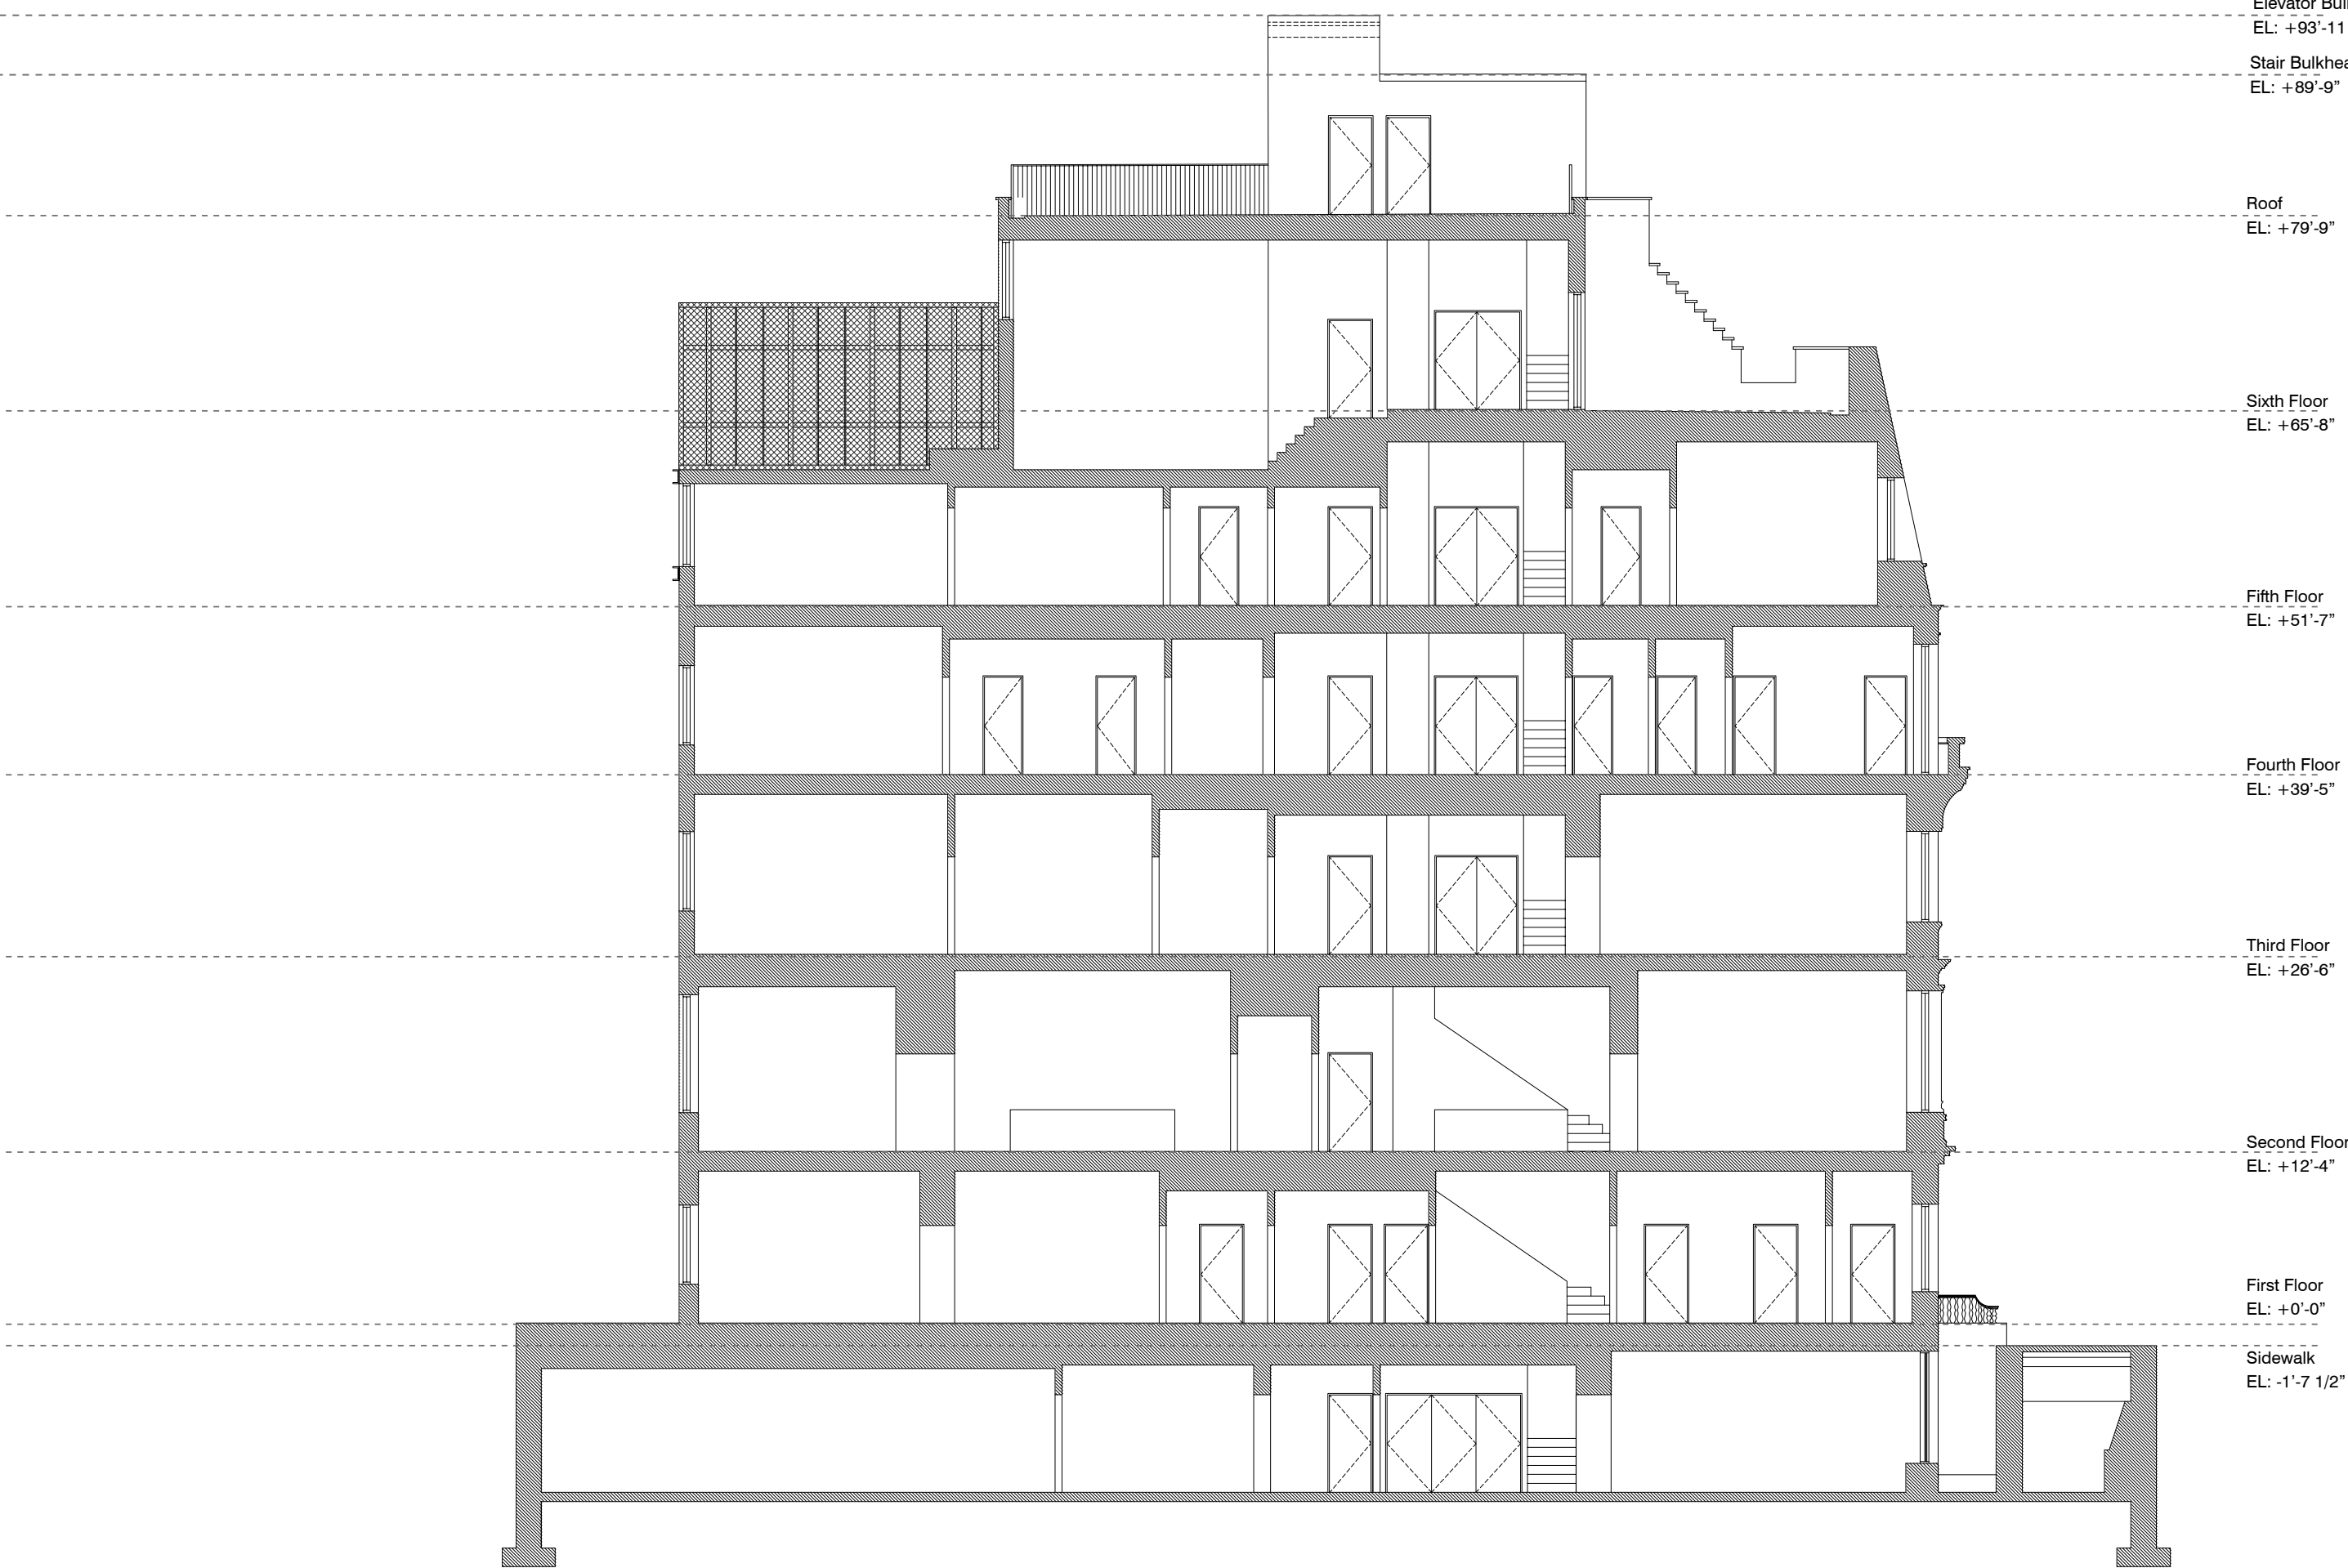 Elevator
EL: +93’-11
Stair
EL: +89’-9”
Roof
EL: +79’-9”
Sixth Floor
EL: +65’-8”
Fifth Floor
EL: +51’-7”
Fourth Floor
EL: +39’-5”
Third Floor
EL: +26’-6”
Second Floor
EL: +12’-4”
First Floor
EL: +0’-0”
Sidewalk
EL: -1’-7 1/2”